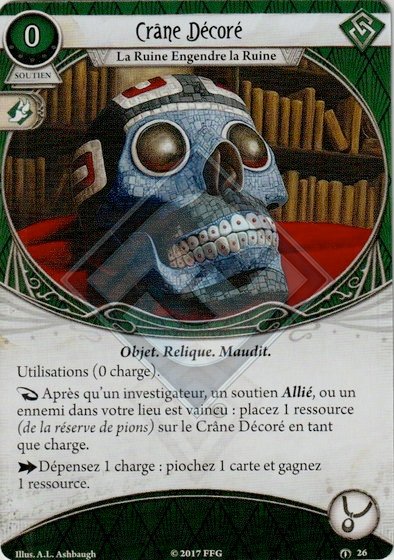 0
Crâne Décoré
SOUTIEN
La Ruine Engendre la Ruine
Objet. Relique. Maudit.
Utilisations (0 charge).
Après qu'un investigateur, un soutien Allié, ou un
ennemi dans votre lieu est vaincu : placez 1 ressource
(de la réserve de pions) sur le Crâne Décoré en tant
que charge.
Dépensez 1 charge : piochez 1 carte et gagnez
1 ressource.
Illus. A.L. Ashbaugh
© 2017 FFG
26